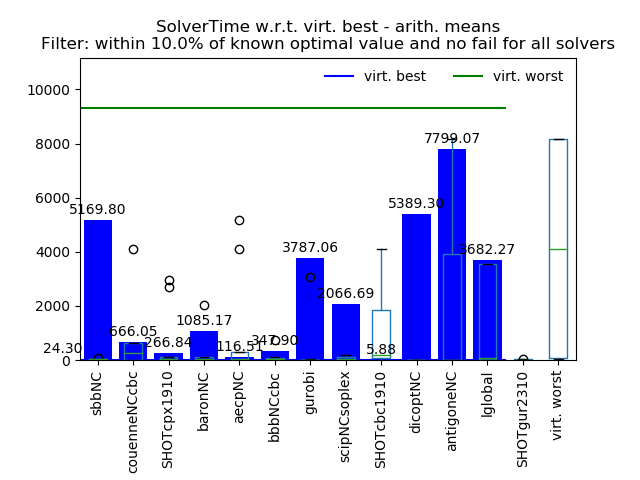 SolverTime w.r.t. virt. best - arith. means
Filter: within 10.0% of known optimal value and no fail for all solvers
virt. best
virt. worst
10000
8000
6000
4000
2000
0
5169.80
666.05
266.84
1085.17
116.51
347.90
3787.06
2066.69
5.88
5389.30
7799.07
3682.27
24.30
sbbNC
couenneNCcbc
SHOTcpx1910
baronNC
aecpNC
bbbNCcbc
gurobi
scipNCsoplex
SHOTcbc1910
dicoptNC
antigoneNC
lglobal
SHOTgur2310
virt. worst